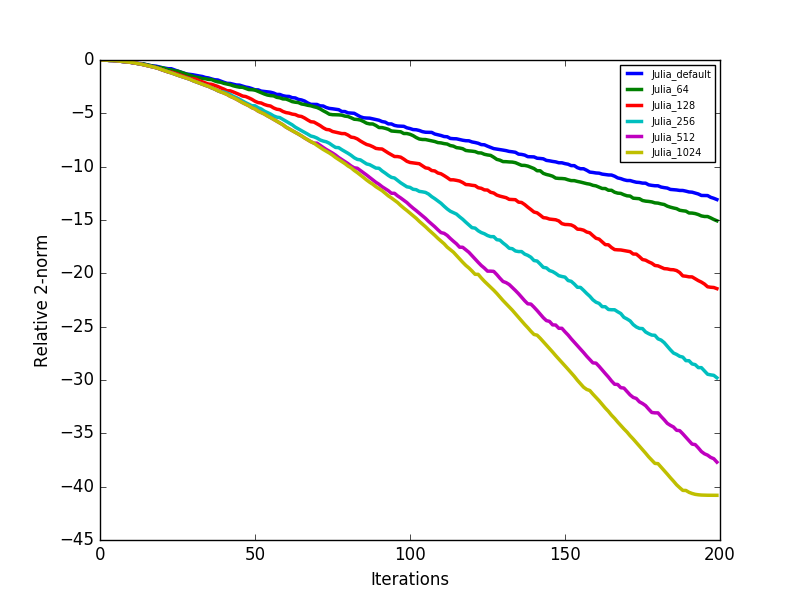 0
−5
−10
−15
−20
−25
−30
−35
−40
−45
Relative 2-norm
0 50 100 150 200
Iterations
Julia_default
Julia_64
Julia_128
Julia_256
Julia_512
Julia_1024